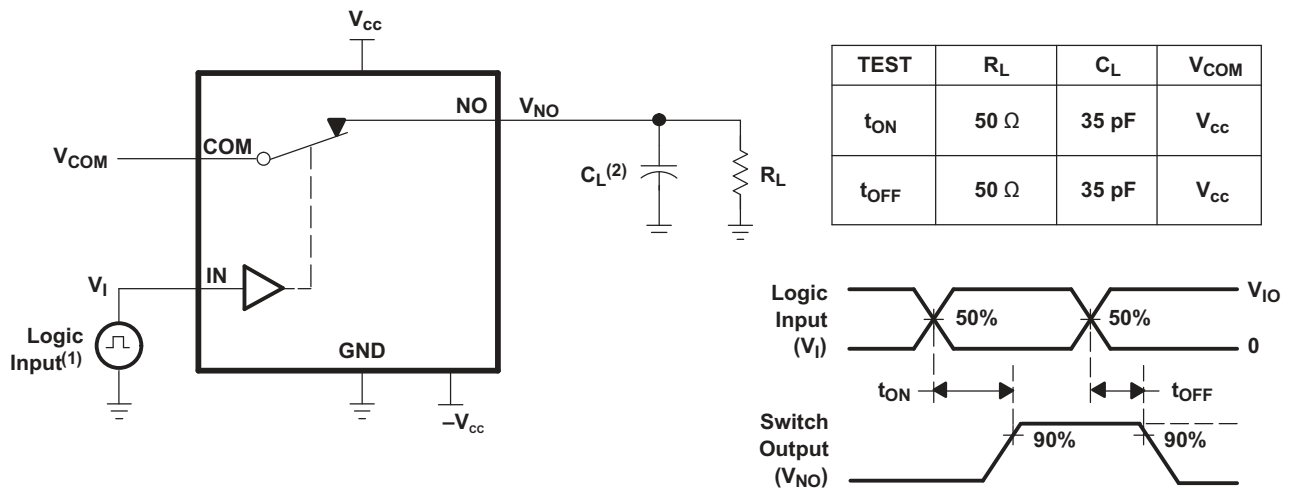 Vcc
NO
VNO
COM
VCOM
CL(2)
RL
IN
VI
Logic
Input(1)
GND
–Vcc
TEST RL CL VCOM
tON 50 Ω 35 pF Vcc
tOFF 50 Ω 35 pF Vcc
Logic
Input
(VI)
50%
50%
VIO
0
tON
tOFF
Switch
Output
(VNO)
90%
90%